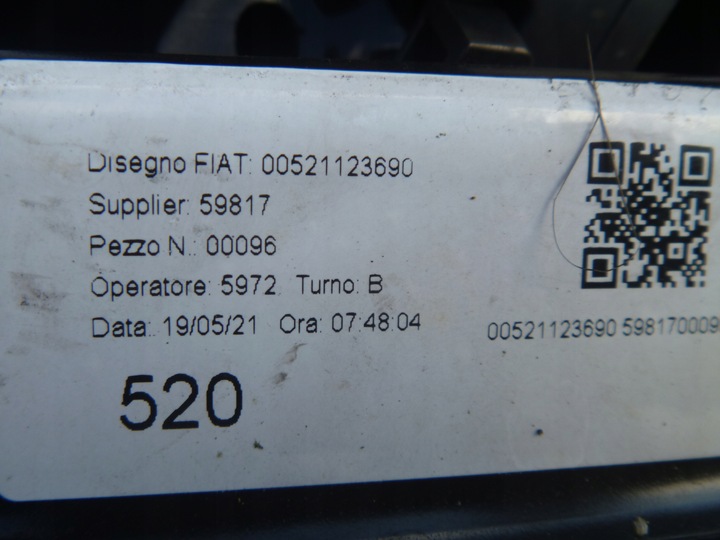 Disegno FIAT: 00521123690
Supplier: 59817
Pezzo N.: 00096
Operatore: 5972 Turno: B
Data: 19/05/21 Ora: 07:48:04
00521123690 598170009
520